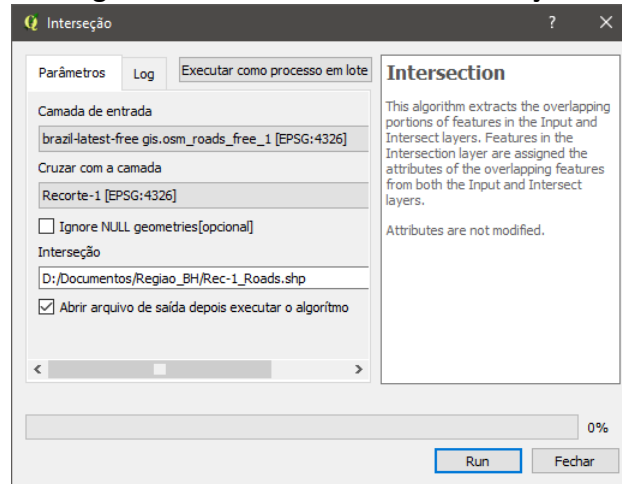 Interseção
?
Parâmetros
Log
Executar como processo em lote
Camada de entrada
brazil-latest-free gis.osm_roads_free_1 [EPSG:4326]
Cruzar com a camada
Recorte-1 [EPSG:4326]
Ignore NULL geometries[opcional]
Interseção
D:/Documentos/Regiao_BH/Rec-1_Roads.shp
Abrir arquivo de saída depois executar o algorítmo
Intersection
This algorithm extracts the overlapping
portions of features in the Input and
Intersect layers. Features in the
Intersection layer are assigned the
attributes of the overlapping features
from both the Input and Intersect
layers.
Attributes are not modified.
0%
Run
Fechar